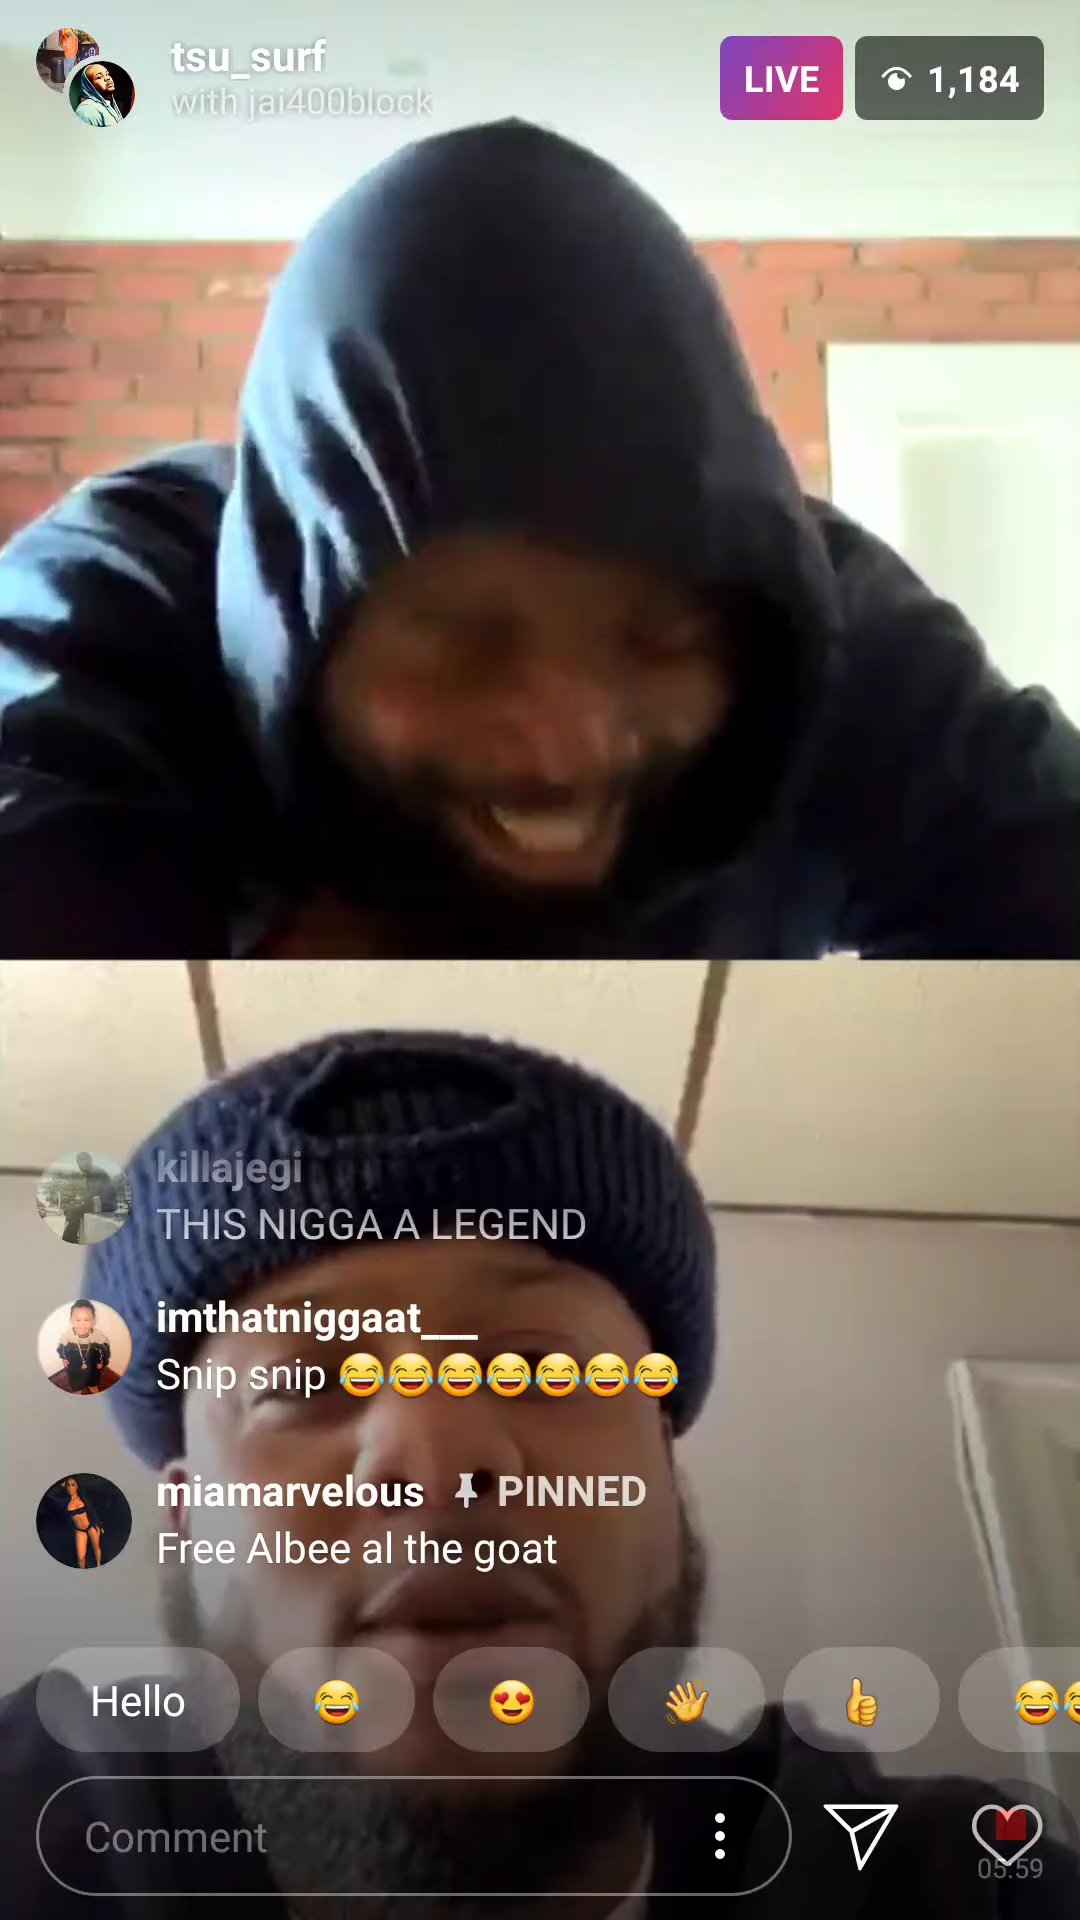 tsu_surf
with jai400block
LIVE
1,184
killajegi
THIS NIGGA A LEGEND
imthatniggaat___
Snip snip 😂😂😂😂😂😂😂
miamarvelous PINNED
Free Albee al the goat
Hello 😂 😍 👋 👍 😂😂
Comment
05:59